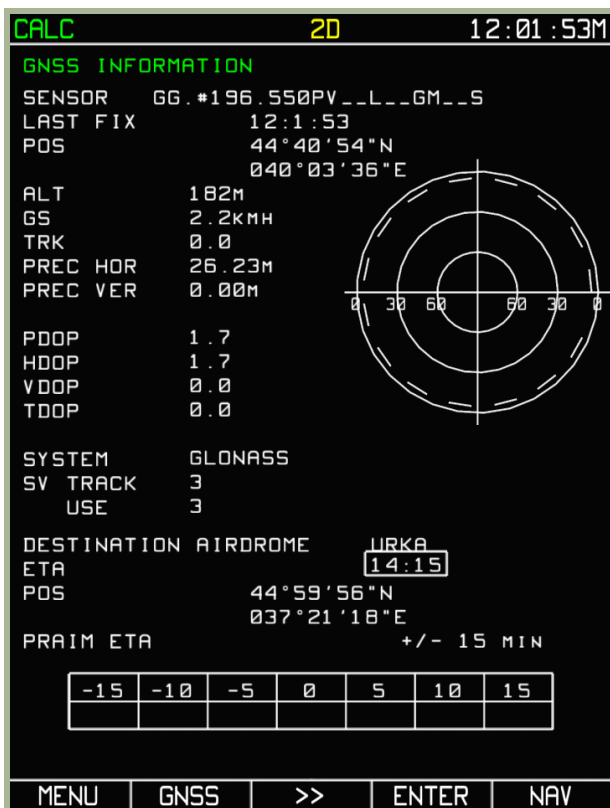 CALC 2D 12:01:53M
GNSS INFORMATION
SENSOR GG.#196.550PV__L__GM__S
LAST FIX 12:1:53
POS 44°40'54"N
040°03'36"E
ALT 182M
GS 2.2KMH
TRK 0.0
PREC HOR 26.23M
PREC VER 0.00M
0 30 60 60 30 0
PDOP 1.7
HDOP 1.7
VDOP 0.0
TDOP 0.0
SYSTEM GLONASS
SV TRACK 3
USE 3
DESTINATION AIRDROME URKA
ETA 14:15
POS 44°59'56"N
037°21'18"E
PRAIM ETA +/- 15 MIN
-15 -10 -5 0 5 10 15
MENU GNSS >> ENTER NAV